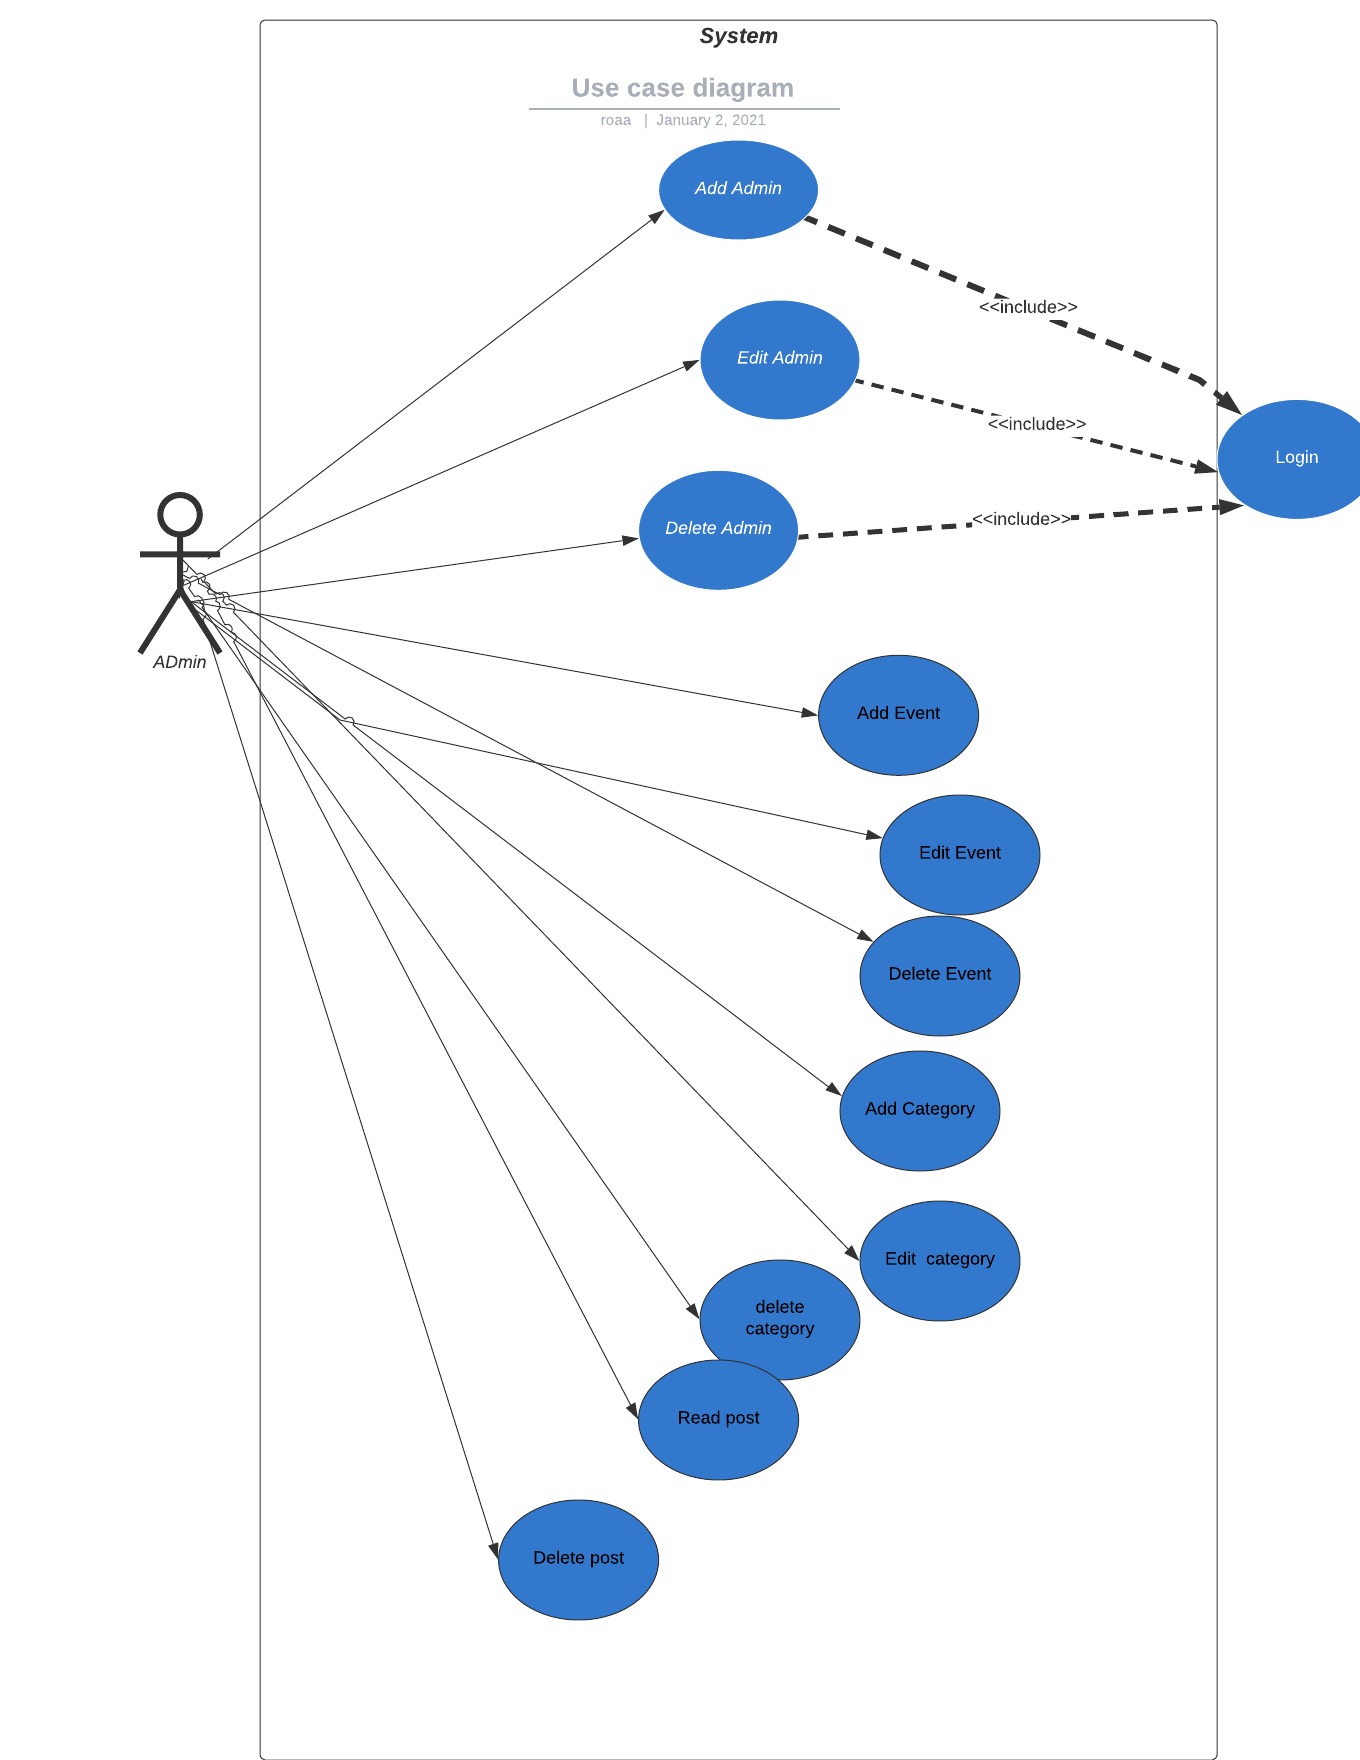 System
Use case diagram
roaa | January 2, 2021
Add Admin
<<include>>
Edit Admin
<<include>>
Login
Delete Admin
<<include>>
ADmin
Add Event
Edit Event
Delete Event
Add Category
Edit category
delete
category
Read post
Delete post